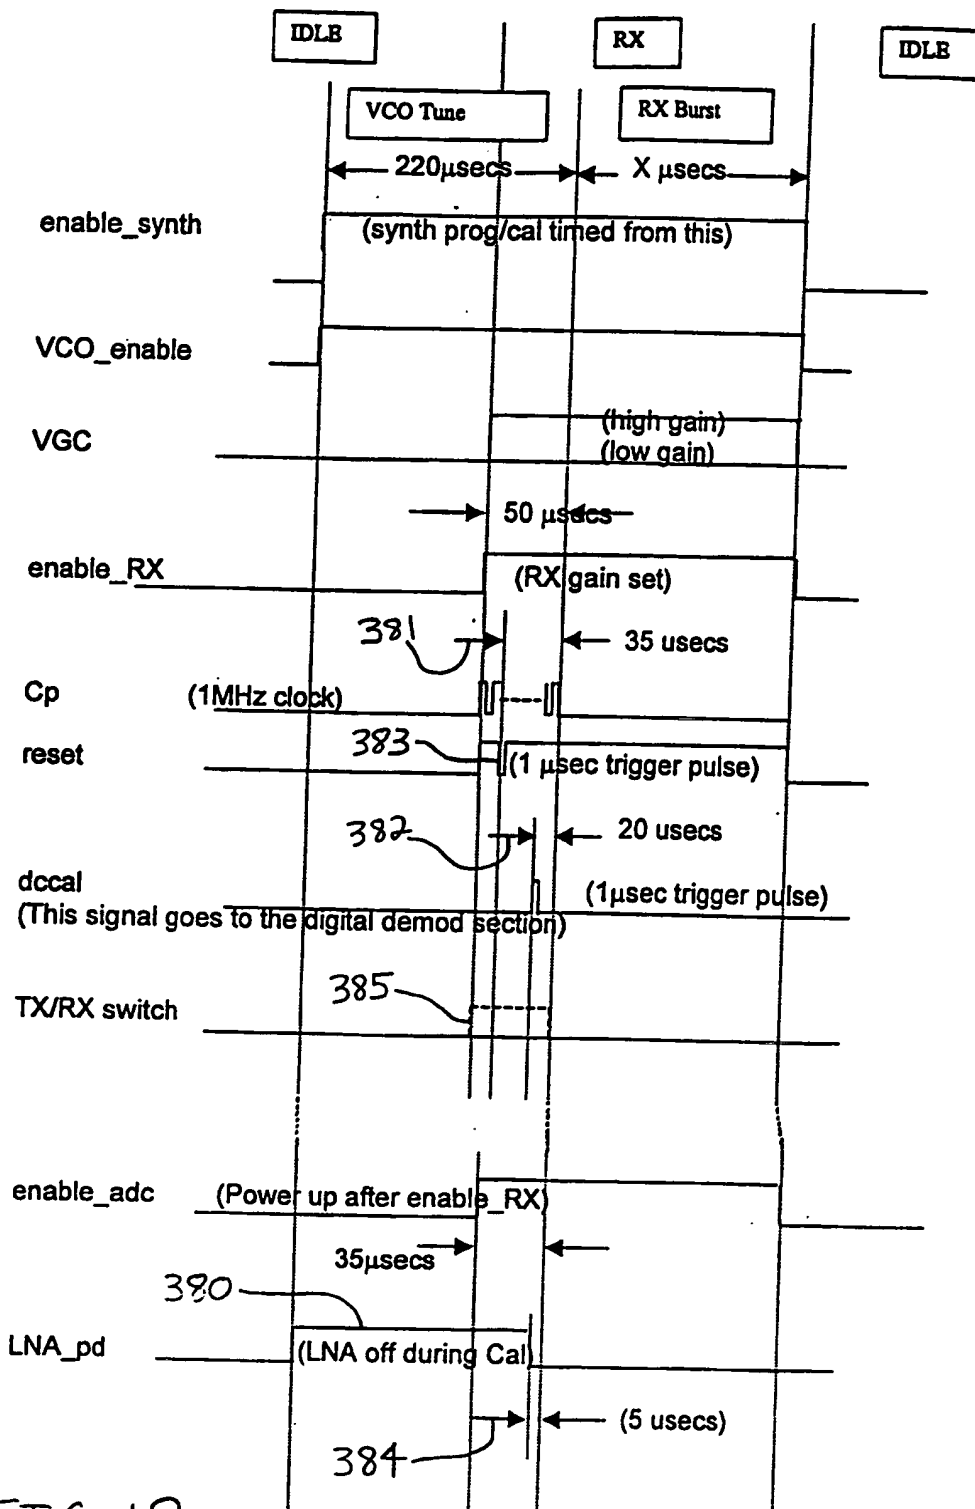 IDLE
RX
IDLE
VCO Tune
RX Burst
220µsecs
X µsecs
enable_synth
(synth prog/cal timed from this)
VCO_enable
(high gain)
VGC
(low gain)
50 µsecs
enable_RX
(RX gain set)
381
35 usecs
Cp
(1MHz clock)
reset
383
(1 µsec trigger pulse)
382
20 usecs
dccal
(1µsec trigger pulse)
(This signal goes to the digital demod section)
385
TX/RX switch
enable_adc
(Power up after enable_RX)
35µsecs
380
LNA_pd
(LNA off during Cal)
(5 usecs)
384